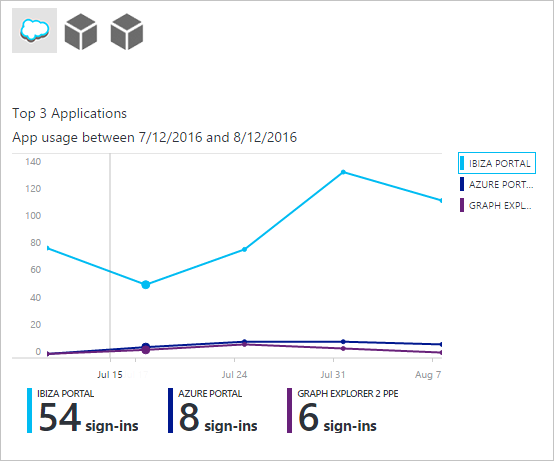 Top 3 Applications
App usage between 7/12/2016 and 8/12/2016
140
120
100
80
60
40
20
0
Jul 15
Jul 24
Jul 31
Aug 7
IBIZA PORTAL
AZURE PORT...
GRAPH EXPL...
IBIZA PORTAL
54 sign-ins
AZURE PORTAL
8 sign-ins
GRAPH EXPLORER 2 PPE
6 sign-ins